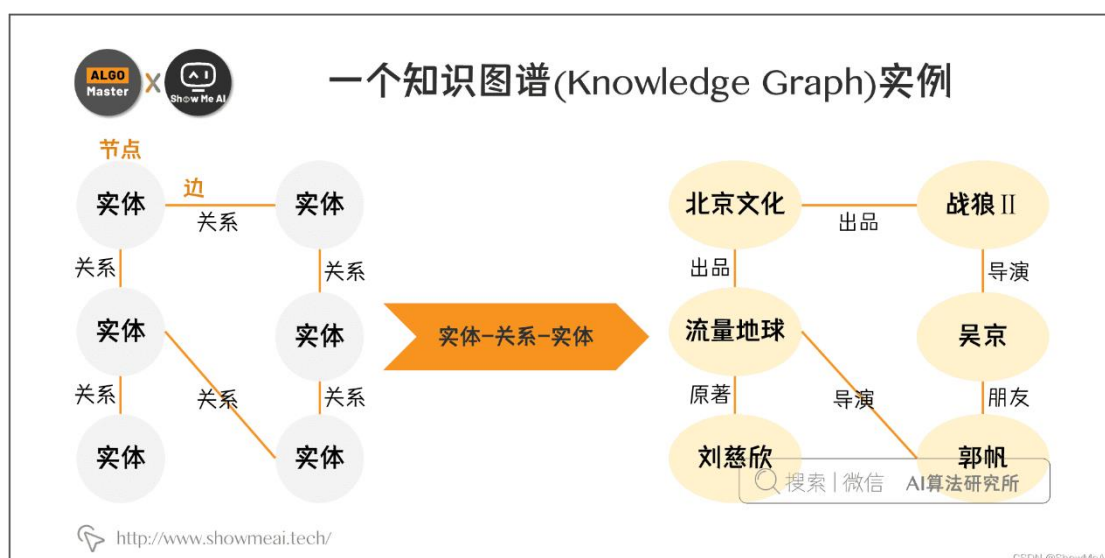 ALGO
Master
X
AI
Show Me AI
一个知识图谱(Knowledge Graph)实例
节点
实体
边
关系
实体
关系
关系
实体
实体
关系
关系
关系
实体
实体
实体-关系-实体
北京文化
出品
战狼Ⅱ
出品
导演
流量地球
吴京
原著
导演
朋友
刘慈欣
郭帆
搜索|微信 AI算法研究所
http://www.showmeai.tech/